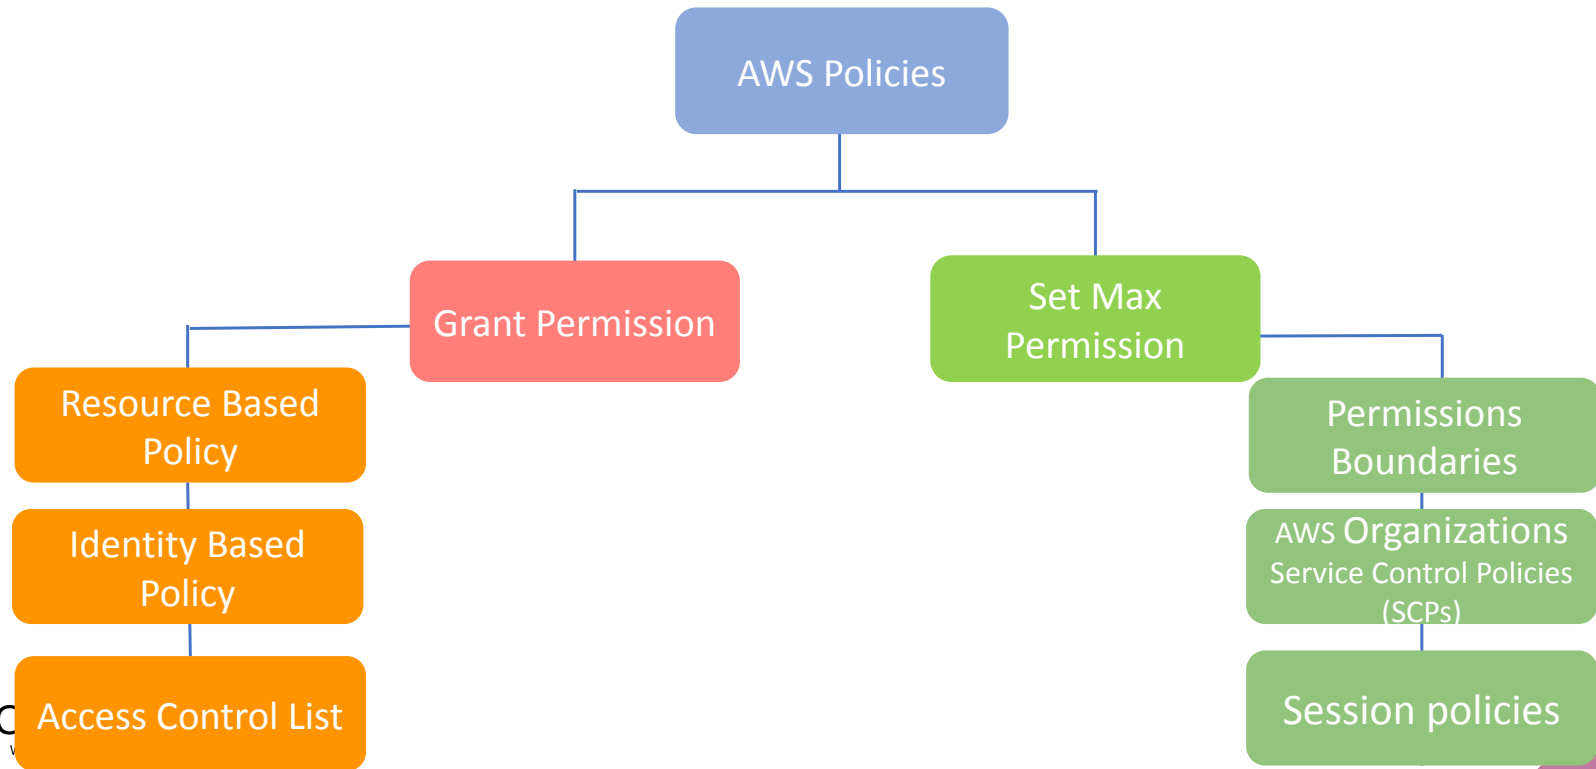 AWS Policies
Grant Permission
Set Max
Permission
Resource Based
Policy
Identity Based
Policy
Access Control List
Permissions
Boundaries
AWS Organizations
Service Control Policies
(SCPs)
Session policies